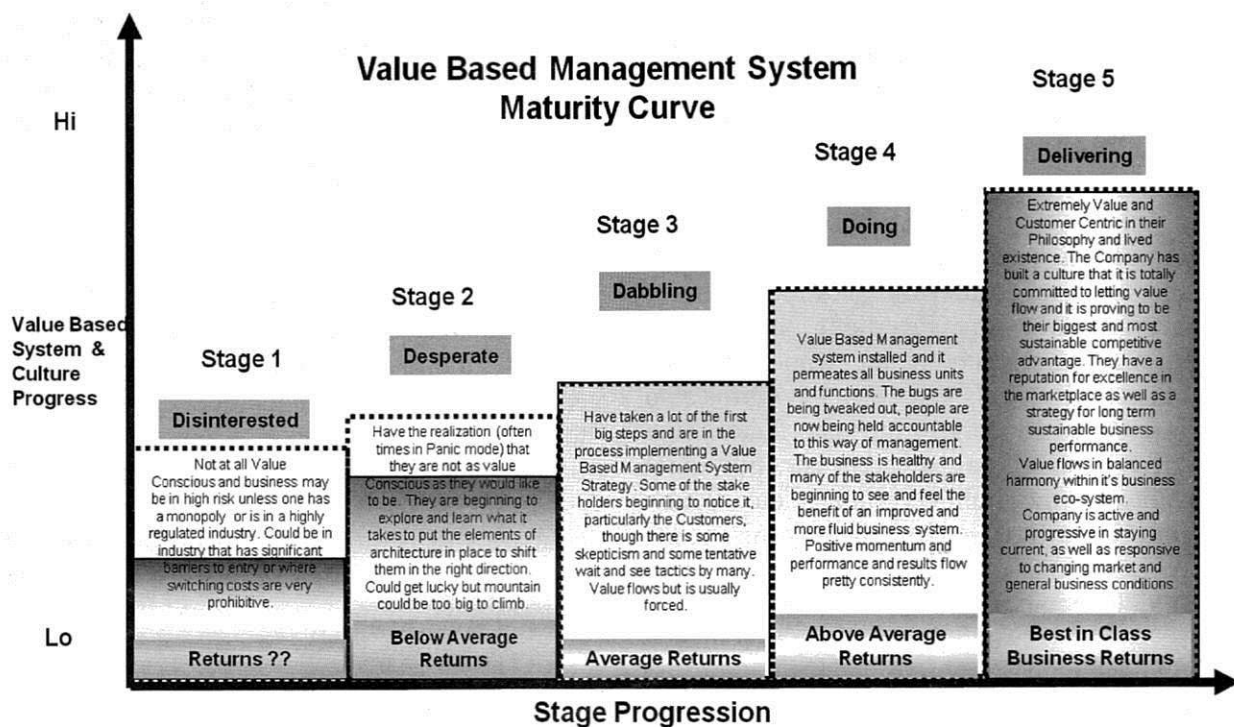 Value Based Management System
Maturity Curve
Hi
Value Based
System &
Culture
Progress
Lo
Stage 1
Disinterested
Not at all Value
Conscious and business may
be in high risk unless one has
a monopoly or is in a highly
regulated industry. Could be in
industry that has significant
barriers to entry or where
switching costs are very
prohibitive.
Returns ??
Stage 2
Desperate
Have the realization (often
times in Panic mode) that
they are not as value
Conscious as they would like
to be. They are beginning to
explore and learn what it
takes to put the elements of
architecture in place to shift
them in the right direction.
Could get lucky but mountain
could be too big to climb.
Below Average
Returns
Stage 3
Dabbling
Have taken a lot of the first
big steps and are in the
process implementing a Value
Based Management System
Strategy. Some of the stake
holders beginning to notice it,
particularly the Customers,
though there is some
skepticism and some tentative
wait and see tactics by many.
Value flows but is usually
forced.
Average Returns
Stage 4
Doing
Value Based Management
system installed and it
permeates all business units
and functions. The bugs are
being tweaked out, people are
now being held accountable
to this way of management.
The business is healthy and
many of the stakeholders are
beginning to see and feel the
benefit of an improved and
more fluid business system.
Positive momentum and
performance and results flow
pretty consistently.
Above Average
Returns
Stage 5
Delivering
Extremely Value and
Customer Centric in their
Philosophy and lived
existence. The Company has
built a culture that it is totally
committed to letting value
flow and it is proving to be
their biggest and most
sustainable competitive
advantage. They have a
reputation for excellence in
the marketplace as well as a
strategy for long term
sustainable business
performance.
Value flows in balanced
harmony within it's business
eco-system.
Company is active and
progressive in staying
current, as well as responsive
to changing market and
general business conditions
Best in Class
Business Returns
Stage Progression